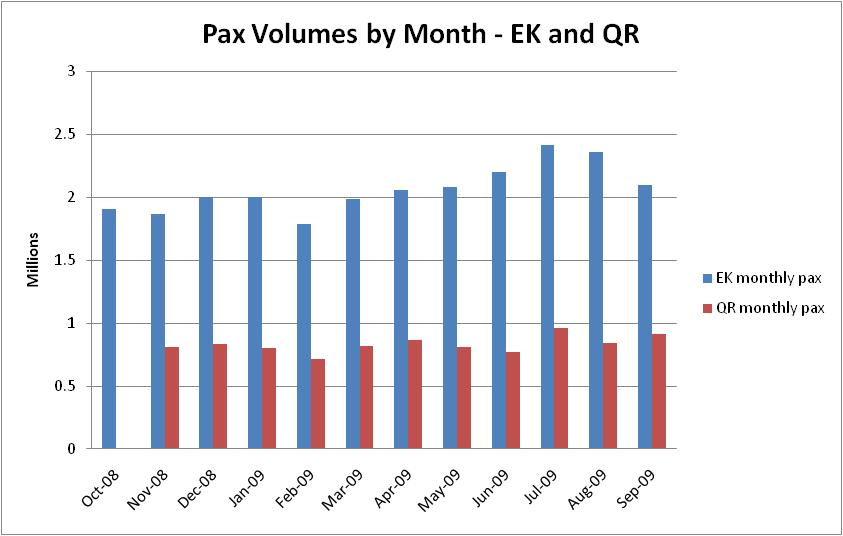 Pax Volumes by Month - EK and QR
3
2.5
2
1.5
1
0.5
0
Millions
Oct-08
Nov-08
Dec-08
Jan-09
Feb-09
Mar-09
Apr-09
May-09
Jun-09
Jul-09
Aug-09
Sep-09
EK monthly pax
QR monthly pax